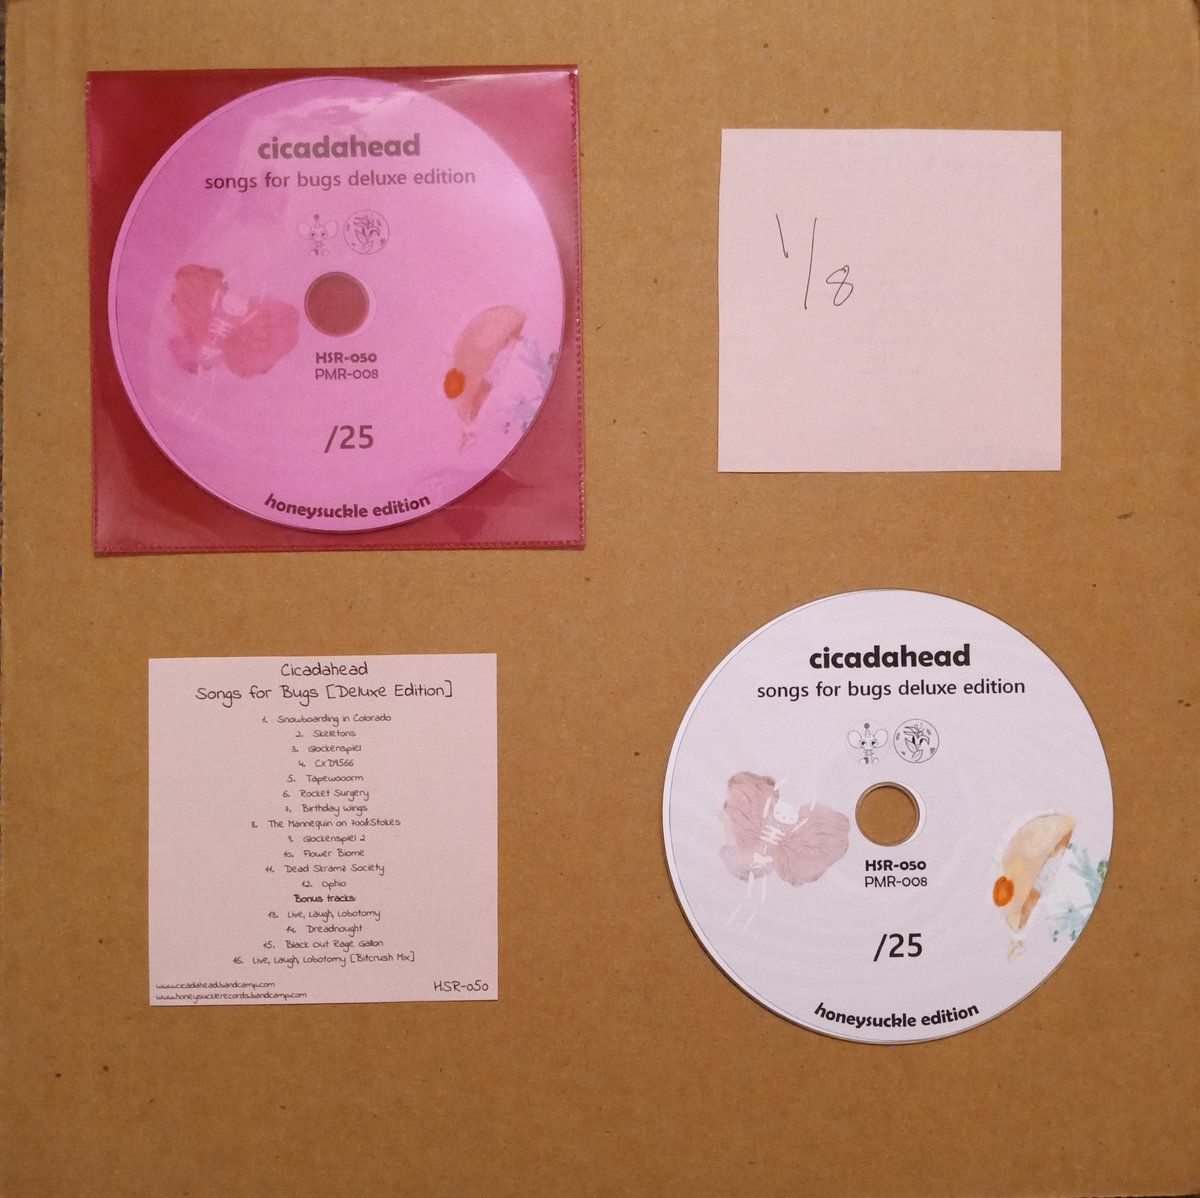 cicadahead
songs for bugs deluxe edition
HSR-050
PMR-008
/25
honeysuckle edition
1/8
Cicadahead
Songs for Bugs [Deluxe Edition]
1. Snowboarding in Colorado
2. Skeletons
3. Glockenspiel
4. CXD9566
5. Tapewooorm
6. Rocket Surgery
7. Birthday Wings
8. The Mannequin on 700kStokes
9. Glockenspiel 2
10. Flower Biome
11. Dead Skramz Society
12. Ophio
Bonus tracks:
13. Live, Laugh, Lobotomy
14. Dreadnought
15. Black Out Rage Gallon
16. Live, Laugh, Lobotomy [Bitcrush Mix]
www.cicadahead.bandcamp.com
www.honeysucklerecords.bandcamp.com
HSR-050
cicadahead
songs for bugs deluxe edition
HSR-050
PMR-008
/25
honeysuckle edition